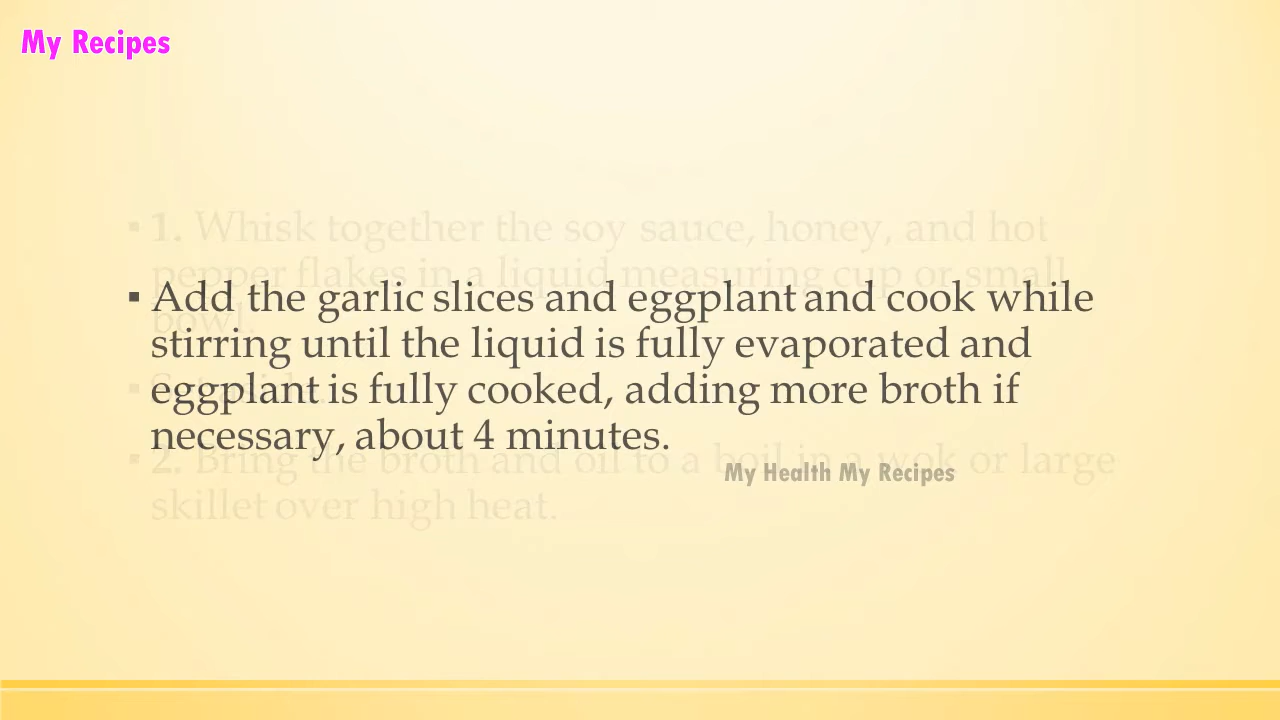 My Recipes
▪ 1. Whisk together the soy sauce, honey, and hot
pepper flakes in a liquid measuring cup or small
bowl.
▪ Add the garlic slices and eggplant and cook while
stirring until the liquid is fully evaporated and
eggplant is fully cooked, adding more broth if
necessary, about 4 minutes.
▪ 2. Bring the broth and oil to a boil in a wok or large
skillet over high heat.
My Health My Recipes